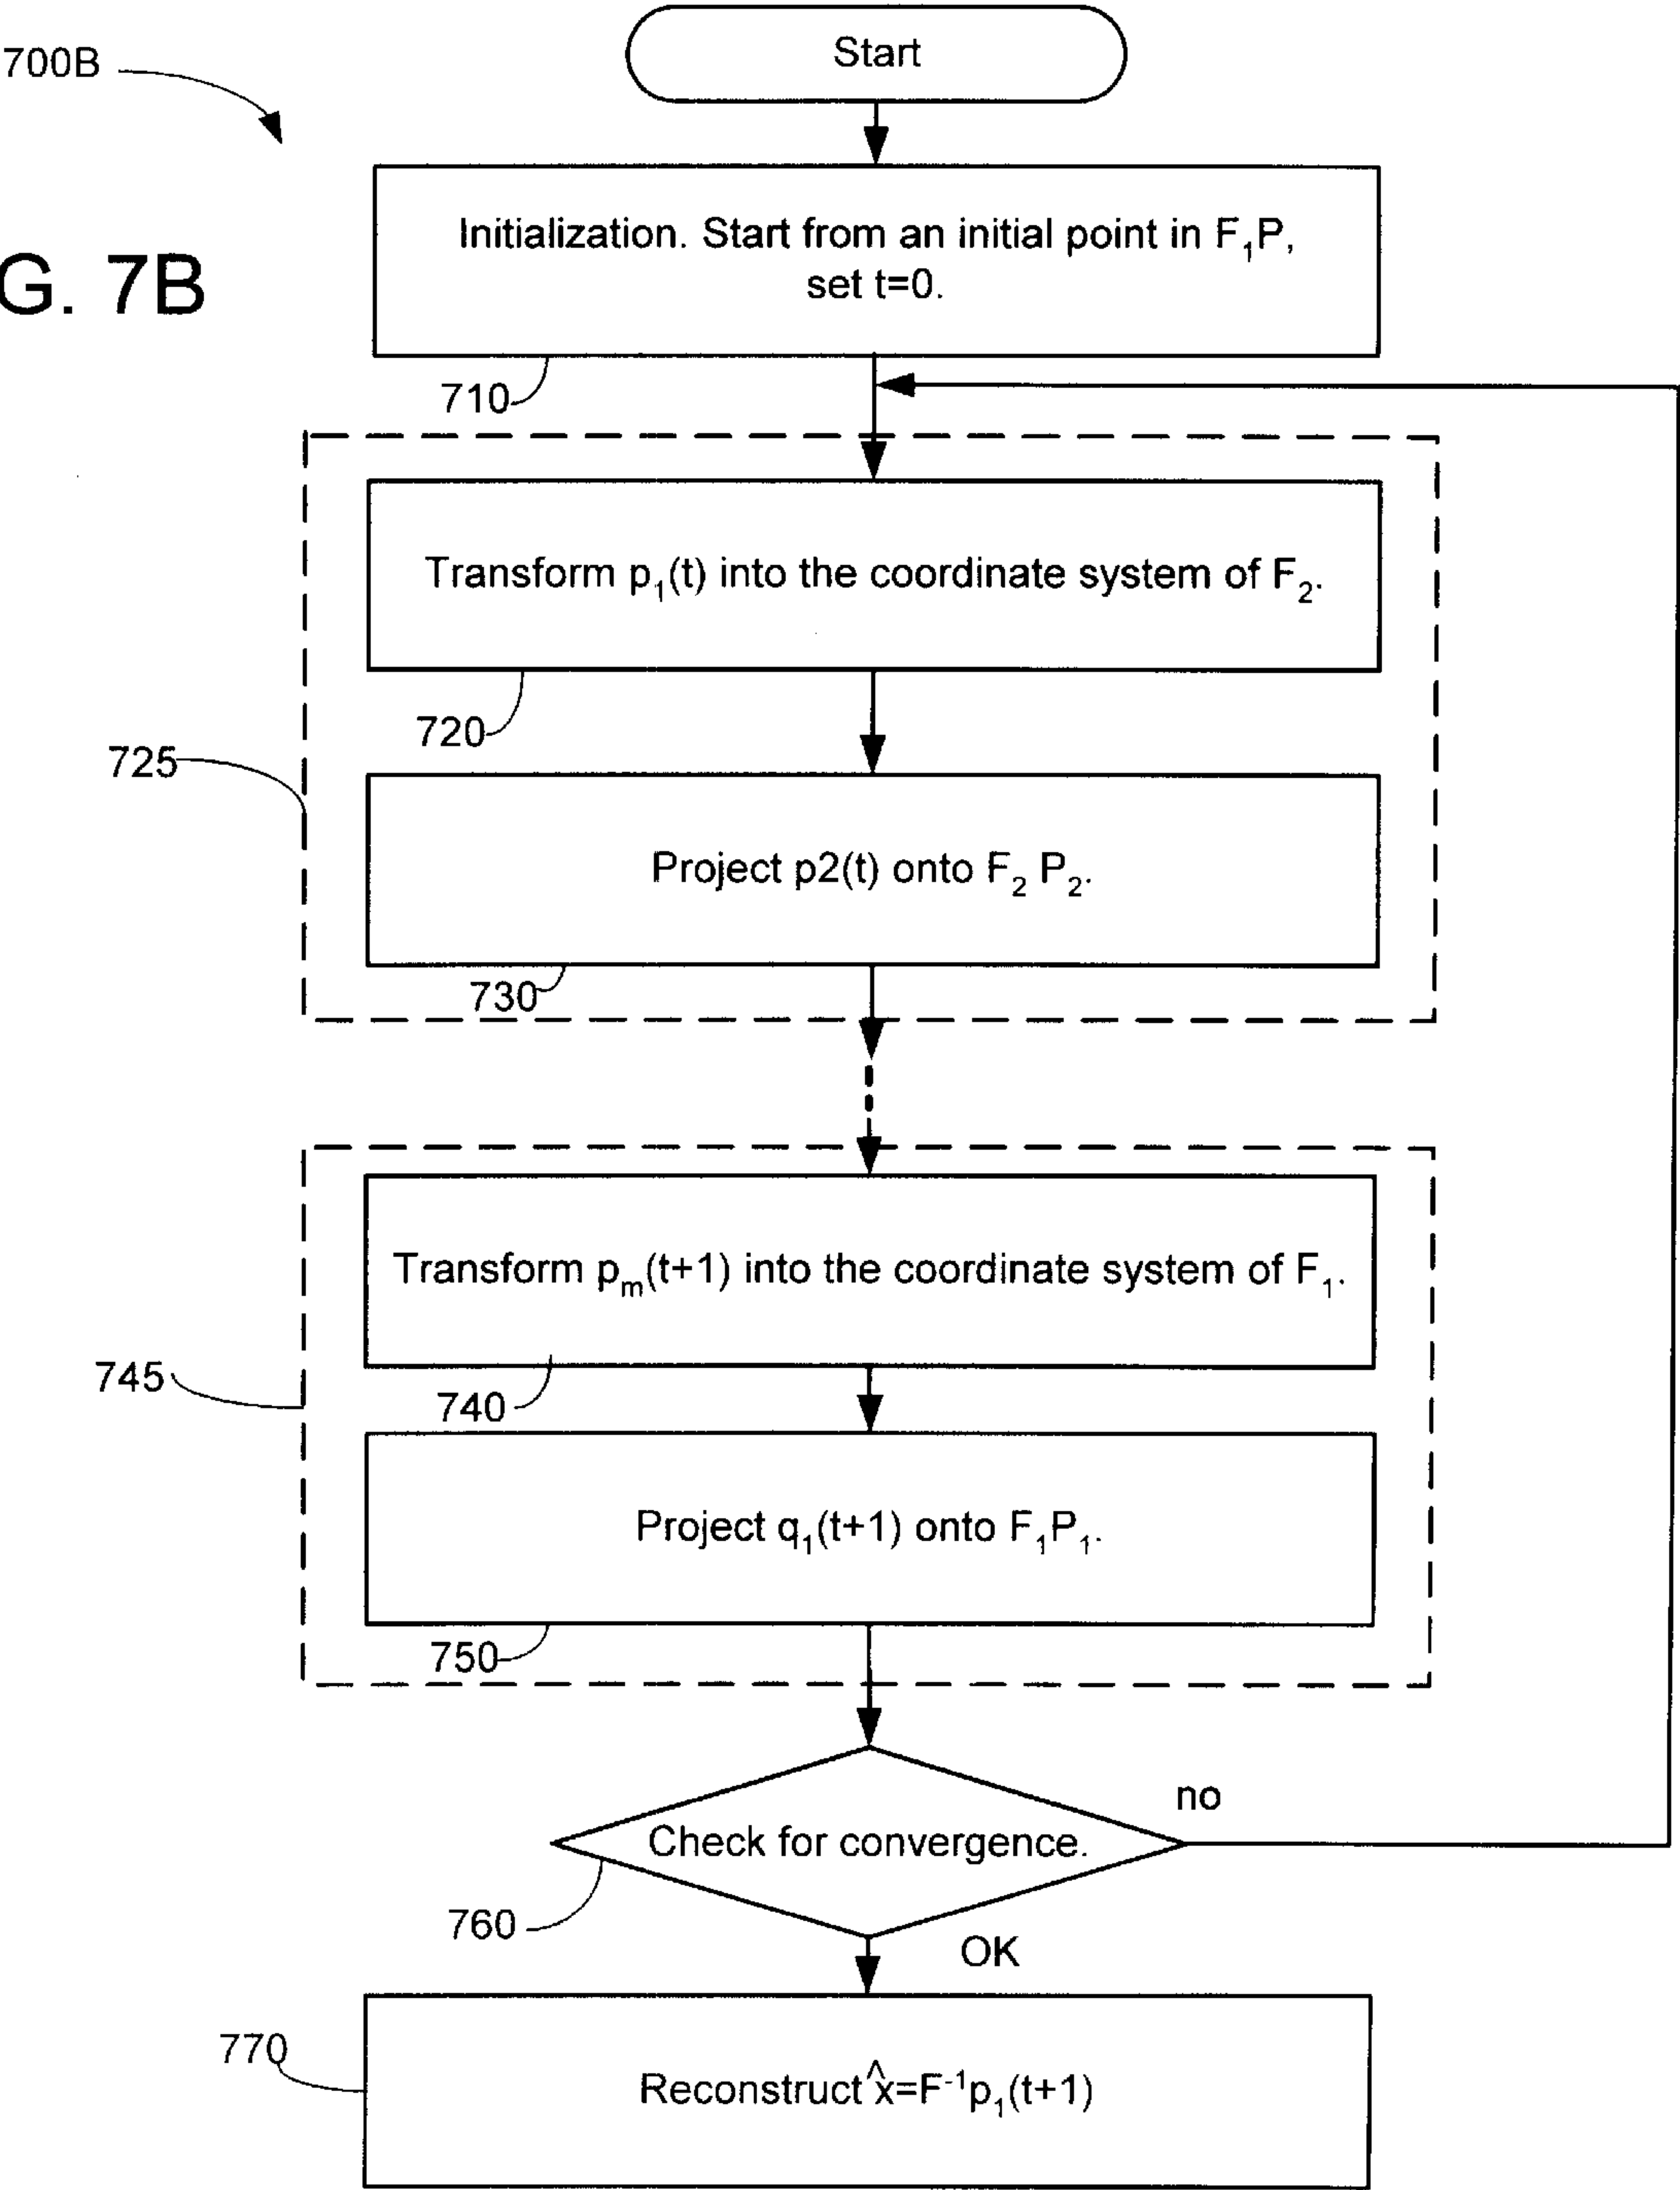 Start
700B
Initialization. Start from an initial point in F₁P,
set t=0.
G. 7B
710
Transform p₁(t) into the coordinate system of F₂.
720
725
Project p2(t) onto F₂ P₂.
730
Transform pₘ(t+1) into the coordinate system of F₁.
745
740
Project q₁(t+1) onto F₁P₁.
750
no
Check for convergence.
760
OK
770
Reconstruct x̂=F⁻¹p₁(t+1)